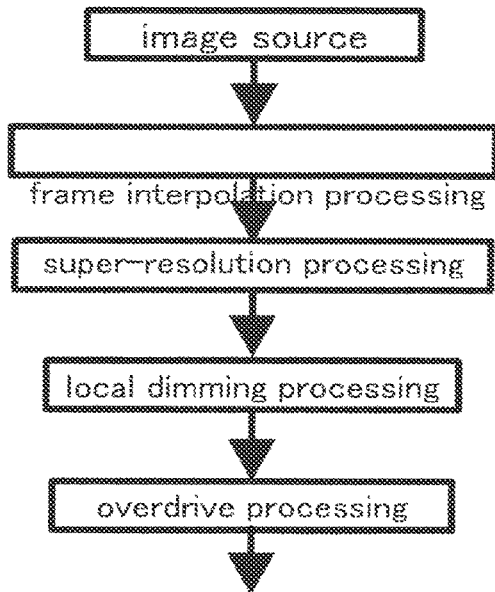 image source
frame interpolation processing
super-resolution processing
local dimming processing
overdrive processing